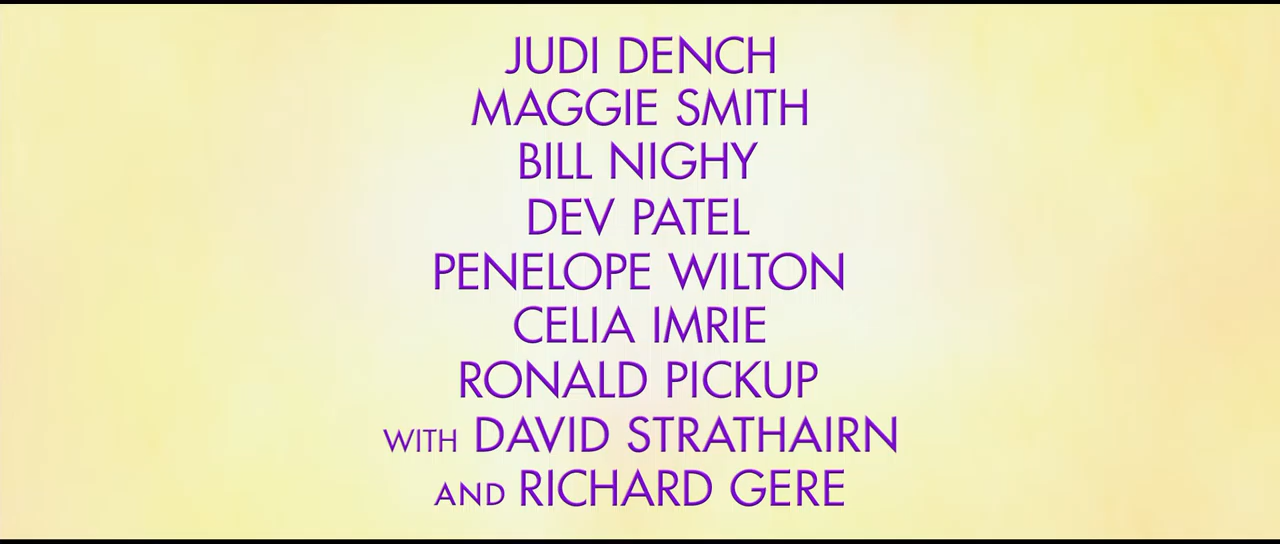 JUDI DENCH
MAGGIE SMITH
BILL NIGHY
DEV PATEL
PENELOPE WILTON
CELIA IMRIE
RONALD PICKUP
WITH DAVID STRATHAIRN
AND RICHARD GERE